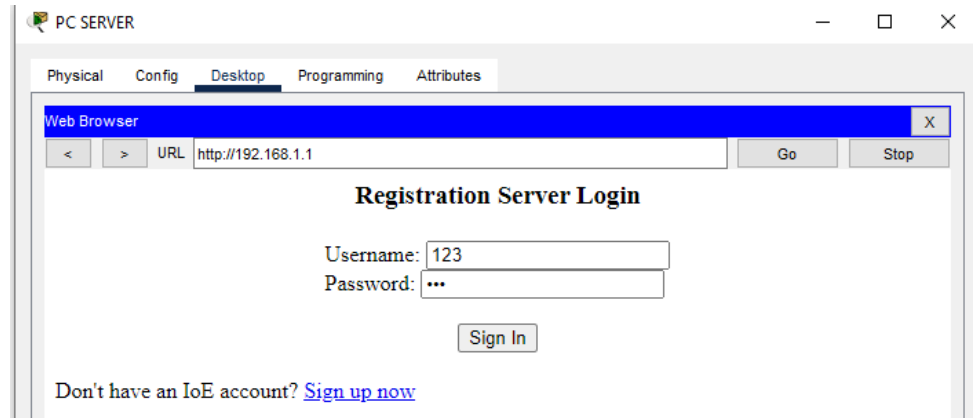 PC SERVER
Physical Config Desktop Programming Attributes
Web Browser X
< > URL http://192.168.1.1 Go Stop
Registration Server Login
Username: 123
Password: •••
Sign In
Don't have an IoE account? Sign up now